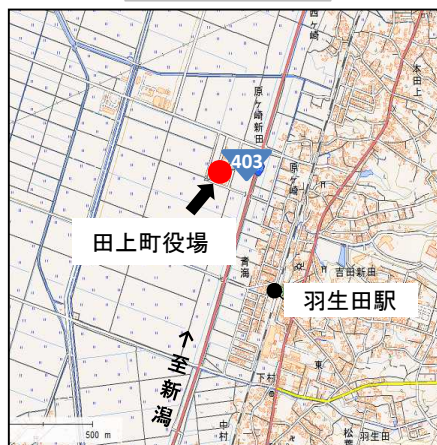 西ヶ崎
本田上
原ヶ崎新田
403
原ヶ崎
田上町役場
青海
吉田新田
羽生田駅
↑至新潟
東
下村
中村
松
羽生田
500 m